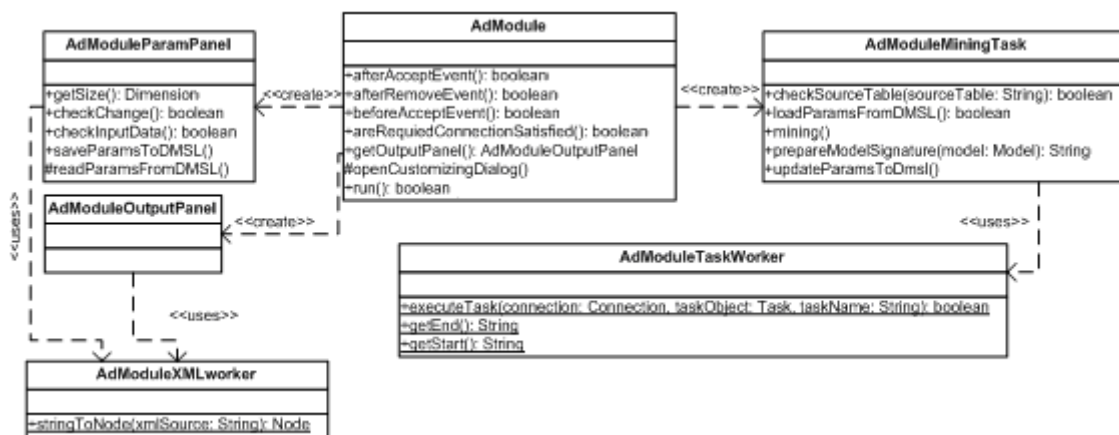 AdModuleParamPanel
+getSize(): Dimension
+checkChange(): boolean
+checkInputData(): boolean
+saveParamsToDMSL()
#readParamsFromDMSL()
<<create>>
AdModule
+afterAcceptEvent(): boolean
+afterRemoveEvent(): boolean
+beforeAcceptEvent(): boolean
+areRequiedConnectionSatisfied(): boolean
+getOutputPanel(): AdModuleOutputPanel
#openCustomizingDialog()
+run(): boolean
<<create>>
AdModuleMiningTask
+checkSourceTable(sourceTable: String): boolean
+loadParamsFromDMSL(): boolean
+mining()
+prepareModelSignature(model: Model): String
+updateParamsToDmsl()
<<uses>>
AdModuleOutputPanel
<<create>>
<<uses>>
AdModuleTaskWorker
+executeTask(connection: Connection, taskObject: Task, taskName: String): boolean
+getEnd(): String
+getStart(): String
<<uses>>
AdModuleXMLworker
+stringToNode(xmlSource: String): Node